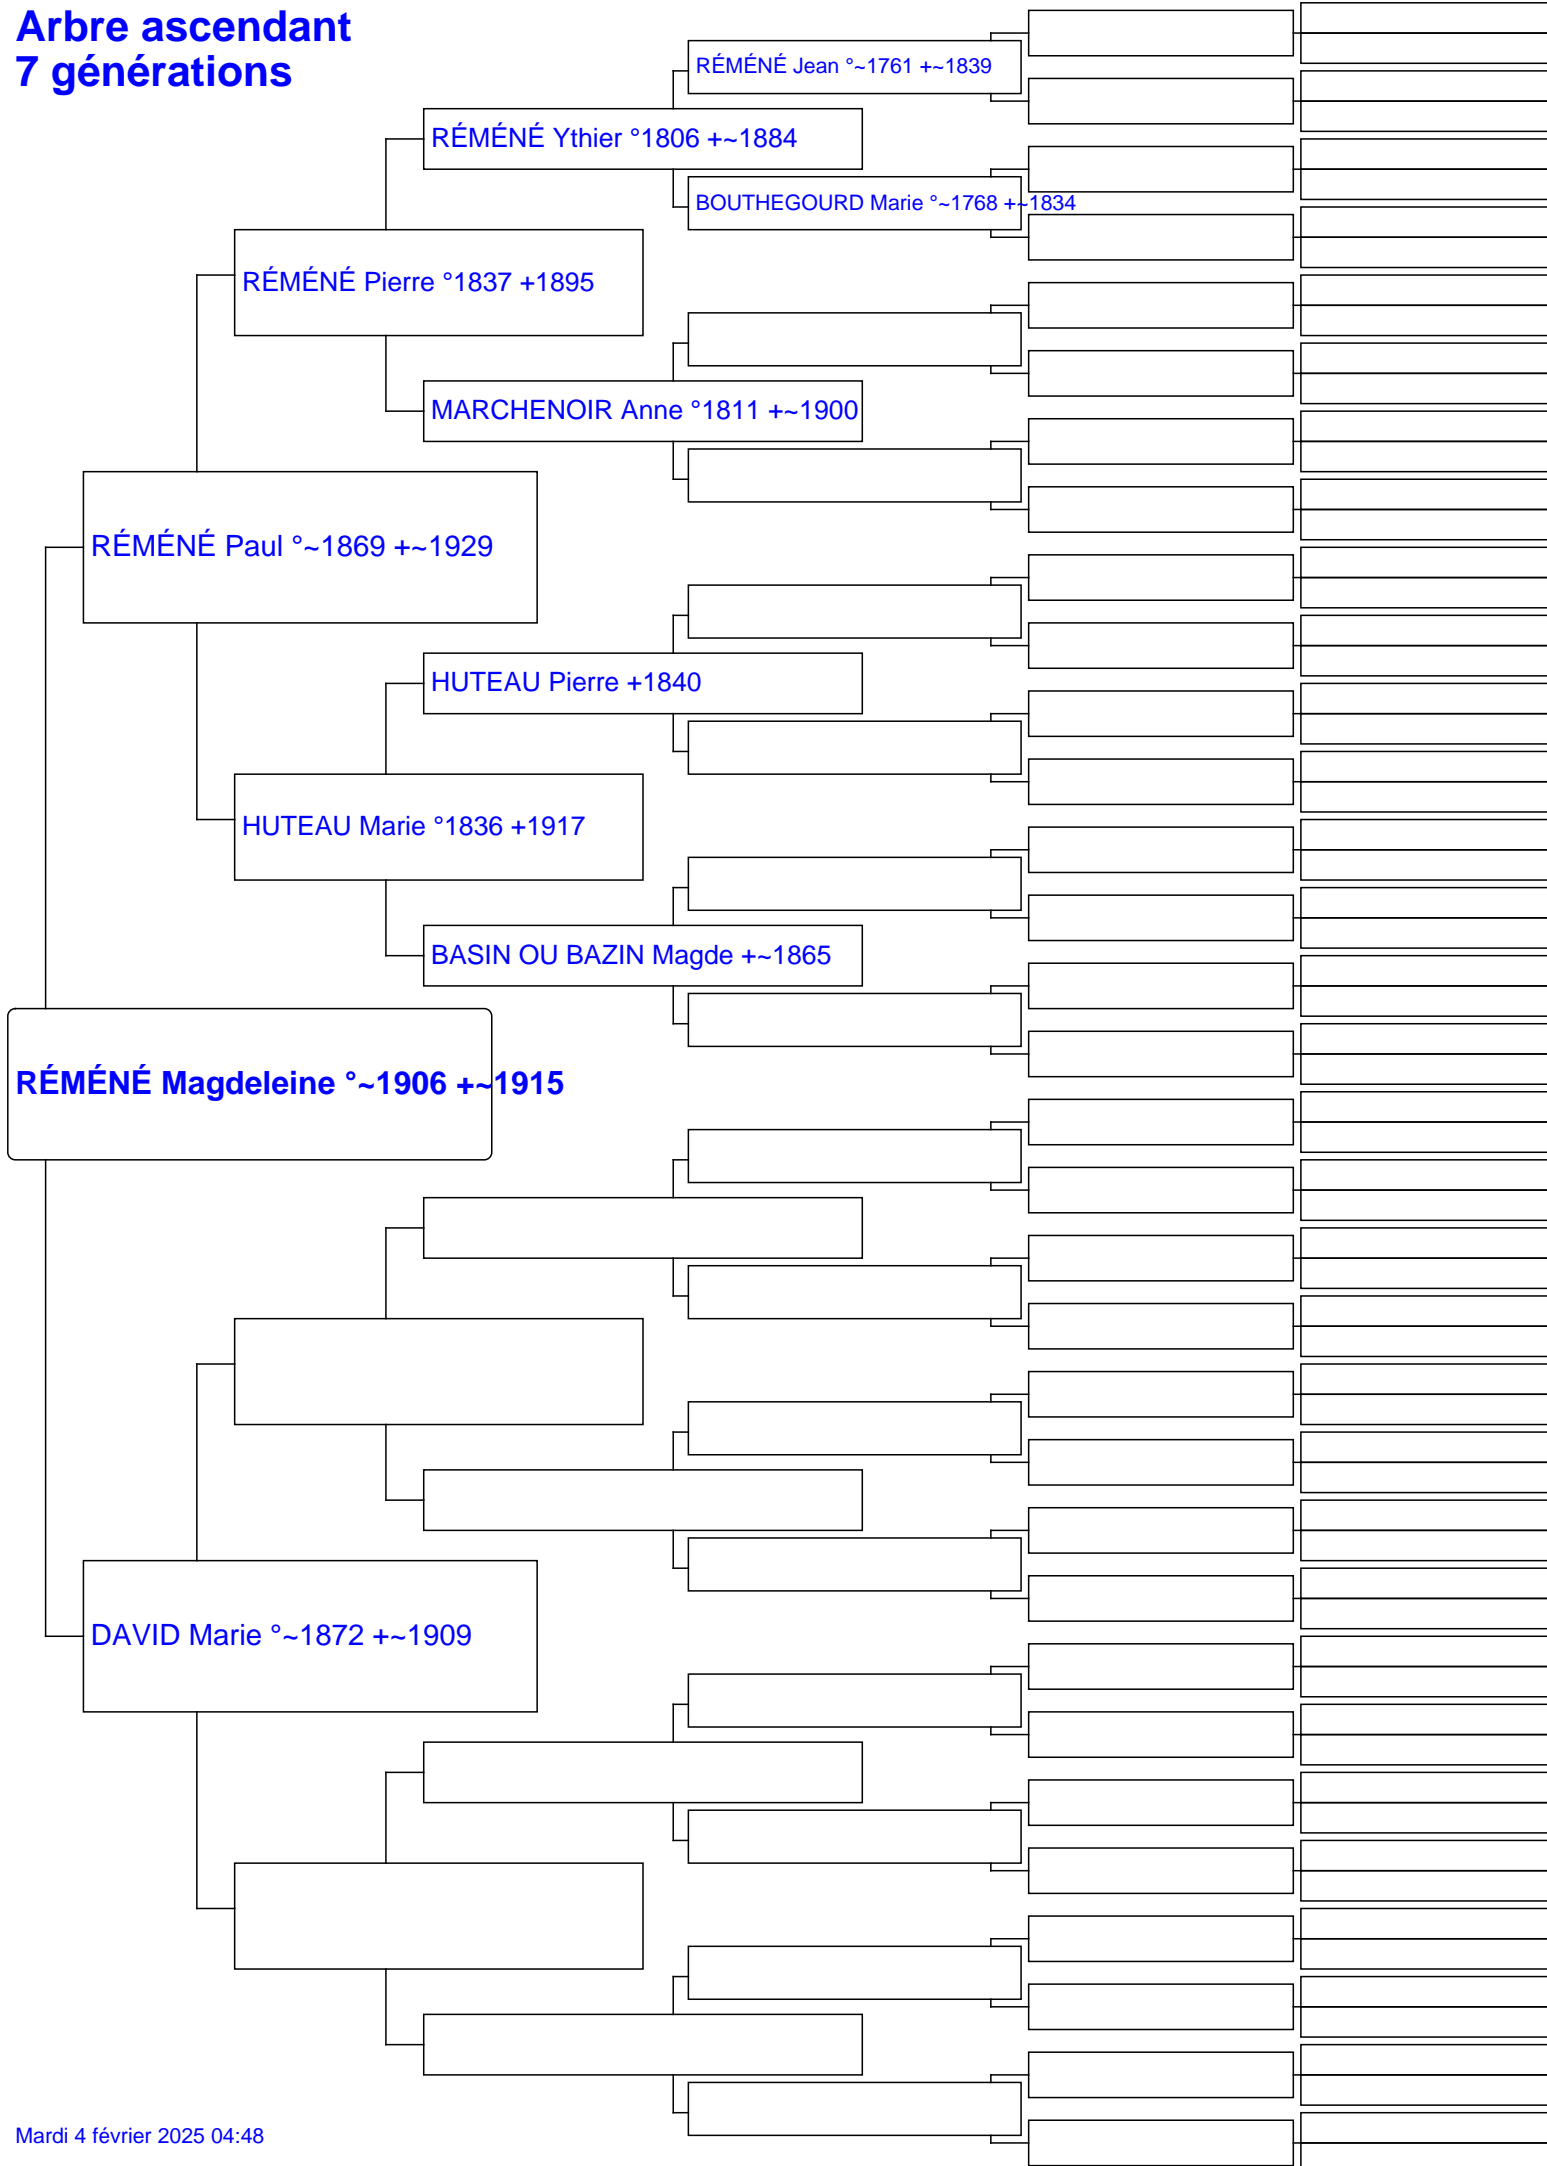 Arbre ascendant
7 générations
RÉMÉNÉ Jean °~1761 +~1839
RÉMÉNÉ Ythier °1806 +~1884
BOUTHEGOURD Marie °~1768 +~1834
RÉMÉNÉ Pierre °1837 +1895
MARCHENOIR Anne °1811 +~1900
RÉMÉNÉ Paul °~1869 +~1929
HUTEAU Pierre +1840
HUTEAU Marie °1836 +1917
BASIN OU BAZIN Magde +~1865
RÉMÉNÉ Magdeleine °~1906 +~1915
DAVID Marie °~1872 +~1909
Mardi 4 février 2025 04:48